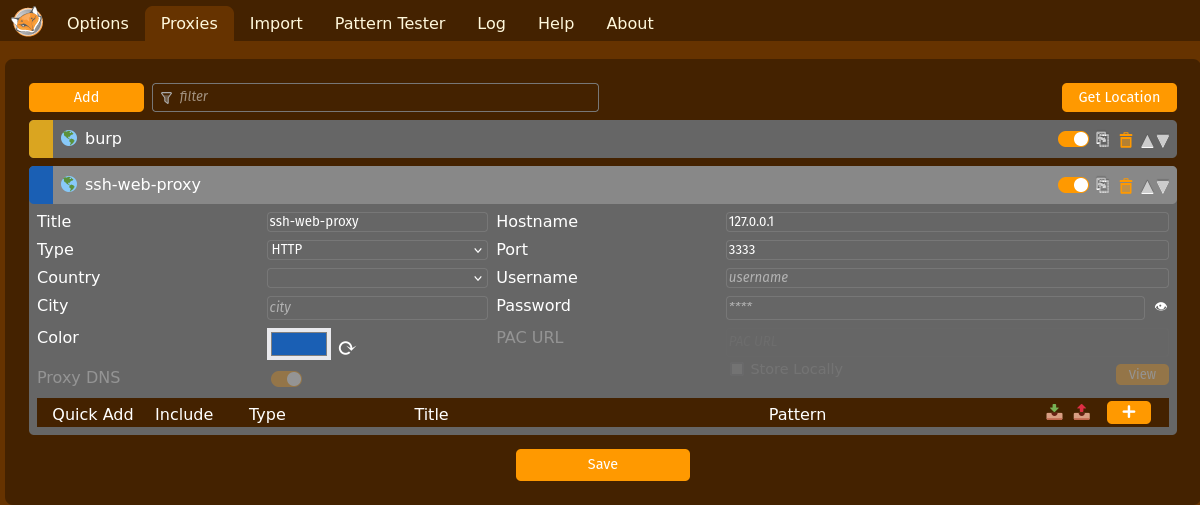 Options Proxies Import Pattern Tester Log Help About
Add filter Get Location
burp
ssh-web-proxy
Title ssh-web-proxy Hostname 127.0.0.1
Type HTTP Port 3333
Country Username username
City city Password ****
Color PAC URL PAC URL
Store Locally
Proxy DNS View
Quick Add Include Type Title Pattern +
Save